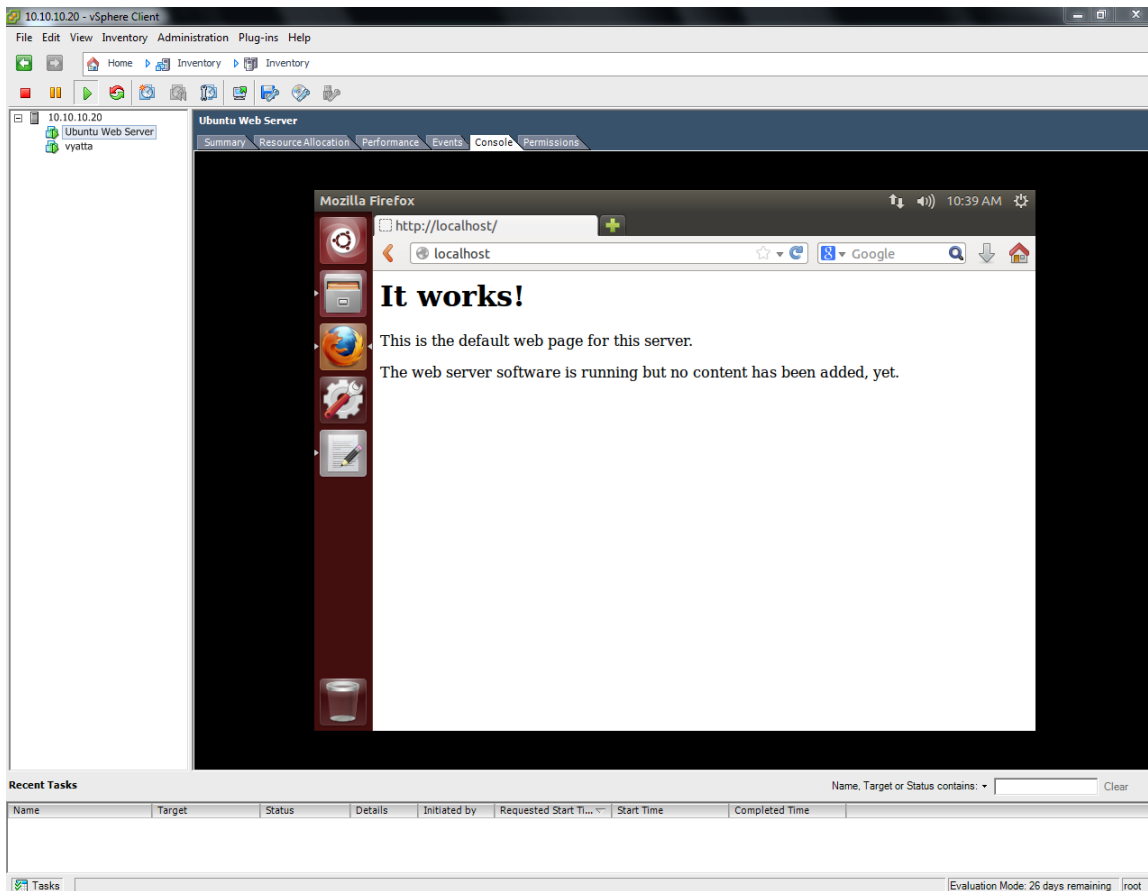 10.10.10.20 - vSphere Client
File Edit View Inventory Administration Plug-ins Help
Home Inventory Inventory
10.10.10.20
Ubuntu Web Server
vyatta
Ubuntu Web Server
Summary Resource Allocation Performance Events Console Permissions
Mozilla Firefox 10:39 AM
http://localhost/
localhost 8 Google
It works!
This is the default web page for this server.
The web server software is running but no content has been added, yet.
Recent Tasks Name, Target or Status contains: Clear
Name Target Status Details Initiated by Requested Start Ti... Start Time Completed Time
Tasks Evaluation Mode: 26 days remaining root